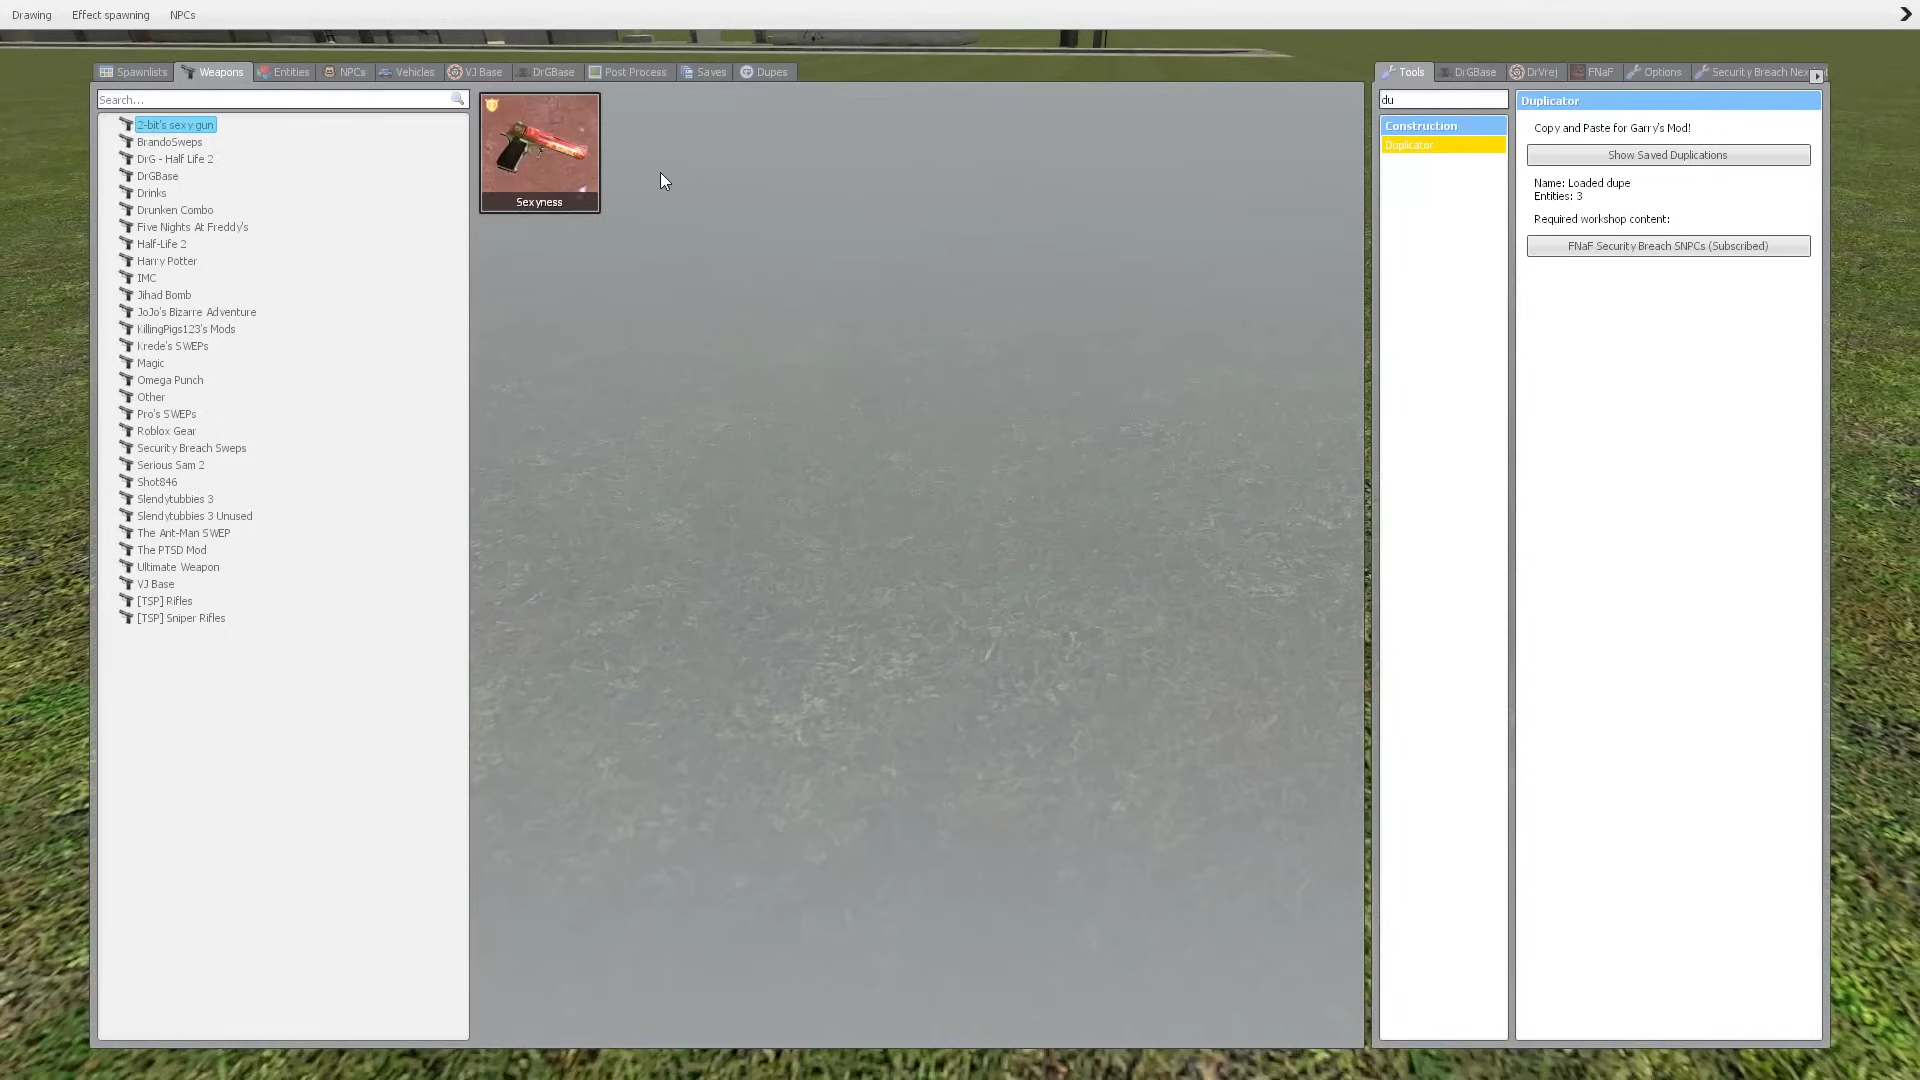 Drawing Effect spawning NPCs
Spawnlists Weapons Entities NPCs Vehicles VJ Base DrGBase Post Process Saves Dupes
Search...
2-bit's sexy gun
BrandoSweps
DrG - Half Life 2
DrGBase
Drinks
Drunken Combo
Five Nights At Freddy's
Half-Life 2
Harry Potter
IMC
Jihad Bomb
JoJo's Bizarre Adventure
KillingPigs123's Mods
Krede's SWEPs
Magic
Omega Punch
Other
Pro's SWEPs
Roblox Gear
Security Breach Sweps
Serious Sam 2
Shot846
Slendytubbies 3
Slendytubbies 3 Unused
The Ant-Man SWEP
The PTSD Mod
Ultimate Weapon
VJ Base
[TSP] Rifles
[TSP] Sniper Rifles
Sexyness
Tools DrGBase DrVrej FNaF Options Security Breach
du
Construction
Duplicator
Duplicator
Copy and Paste for Garry's Mod!
Show Saved Duplications
Name: Loaded dupe
Entities: 3
Required workshop content:
FNaF Security Breach SNPCs (Subscribed)